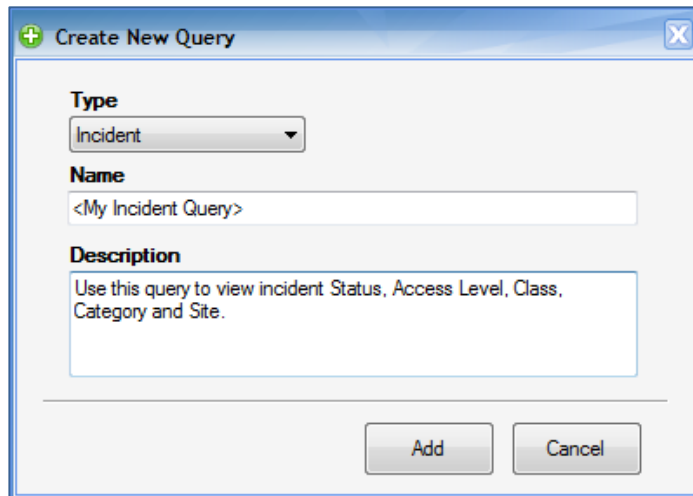 Create New Query
Type
Incident
Name
<My Incident Query>
Description
Use this query to view incident Status, Access Level, Class,
Category and Site.
Add
Cancel